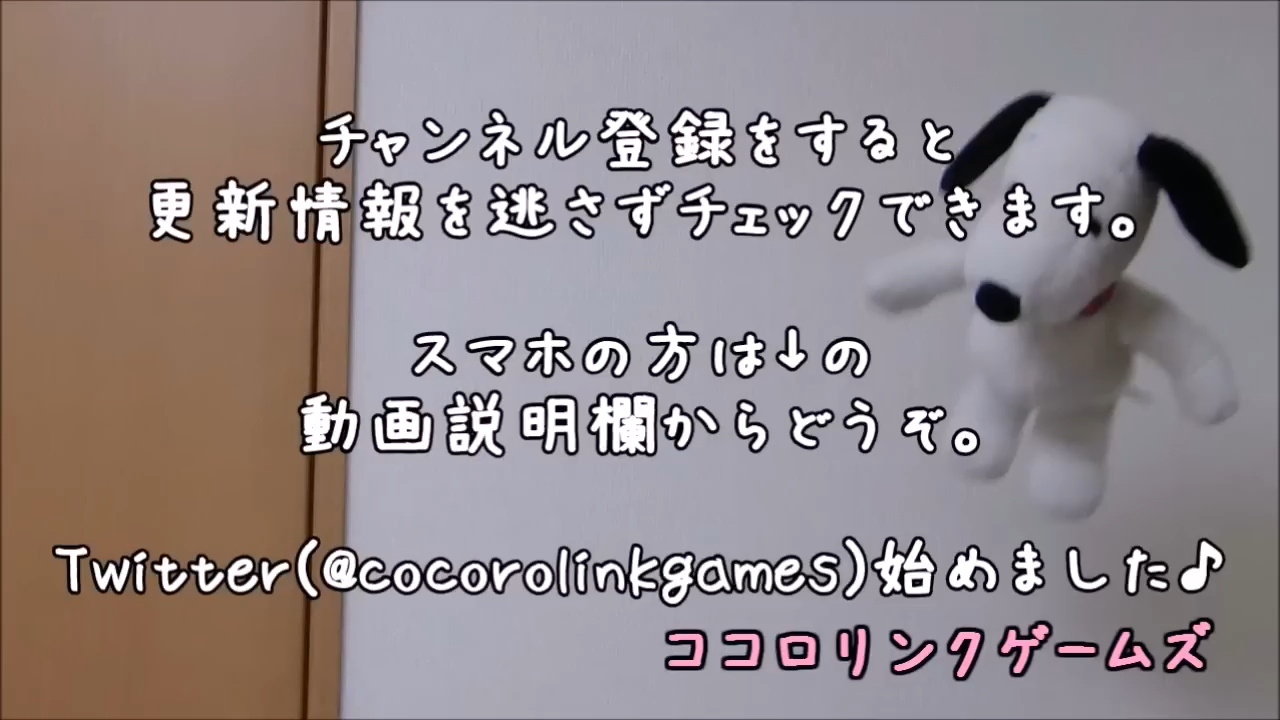 チャンネル登録をすると
更新情報を逃さずチェックできます。
スマホの方は↓の
動画説明欄からどうぞ。
Twitter(@cocorolinkgames)始めました♪
ココロリンクゲームズ